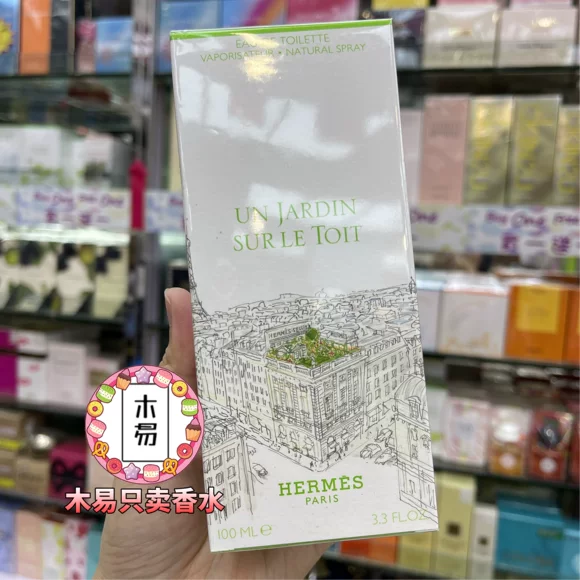 EAU DE TOILETTE
VAPORISATEUR • NATURAL SPRAY
UN JARDIN
SUR LE TOIT
HERMÈS
PARIS
100 ML e
3.3 FL.OZ
木易
木易只卖香水